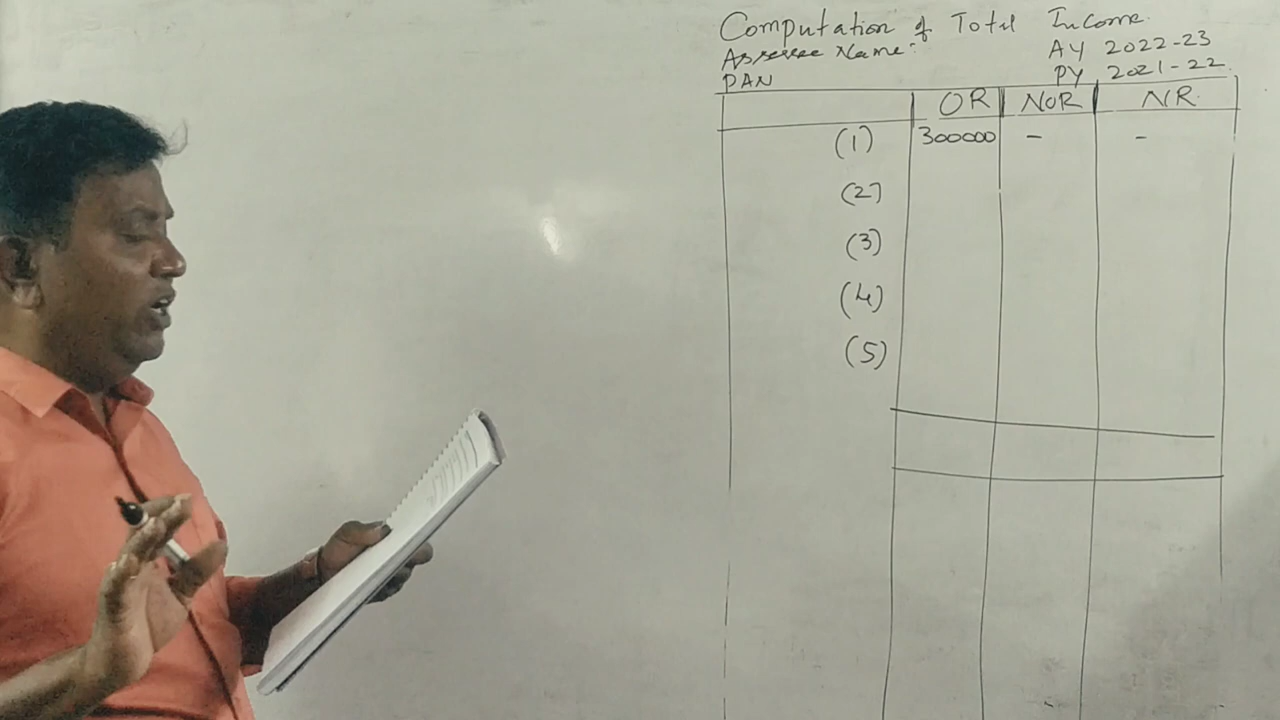 Computation of Total Income.
Assessee Name:
AY 2022-23
PAN
PY 2021-22
OR NOR NR
(1) 300000 - -
(2)
(3)
(4)
(5)